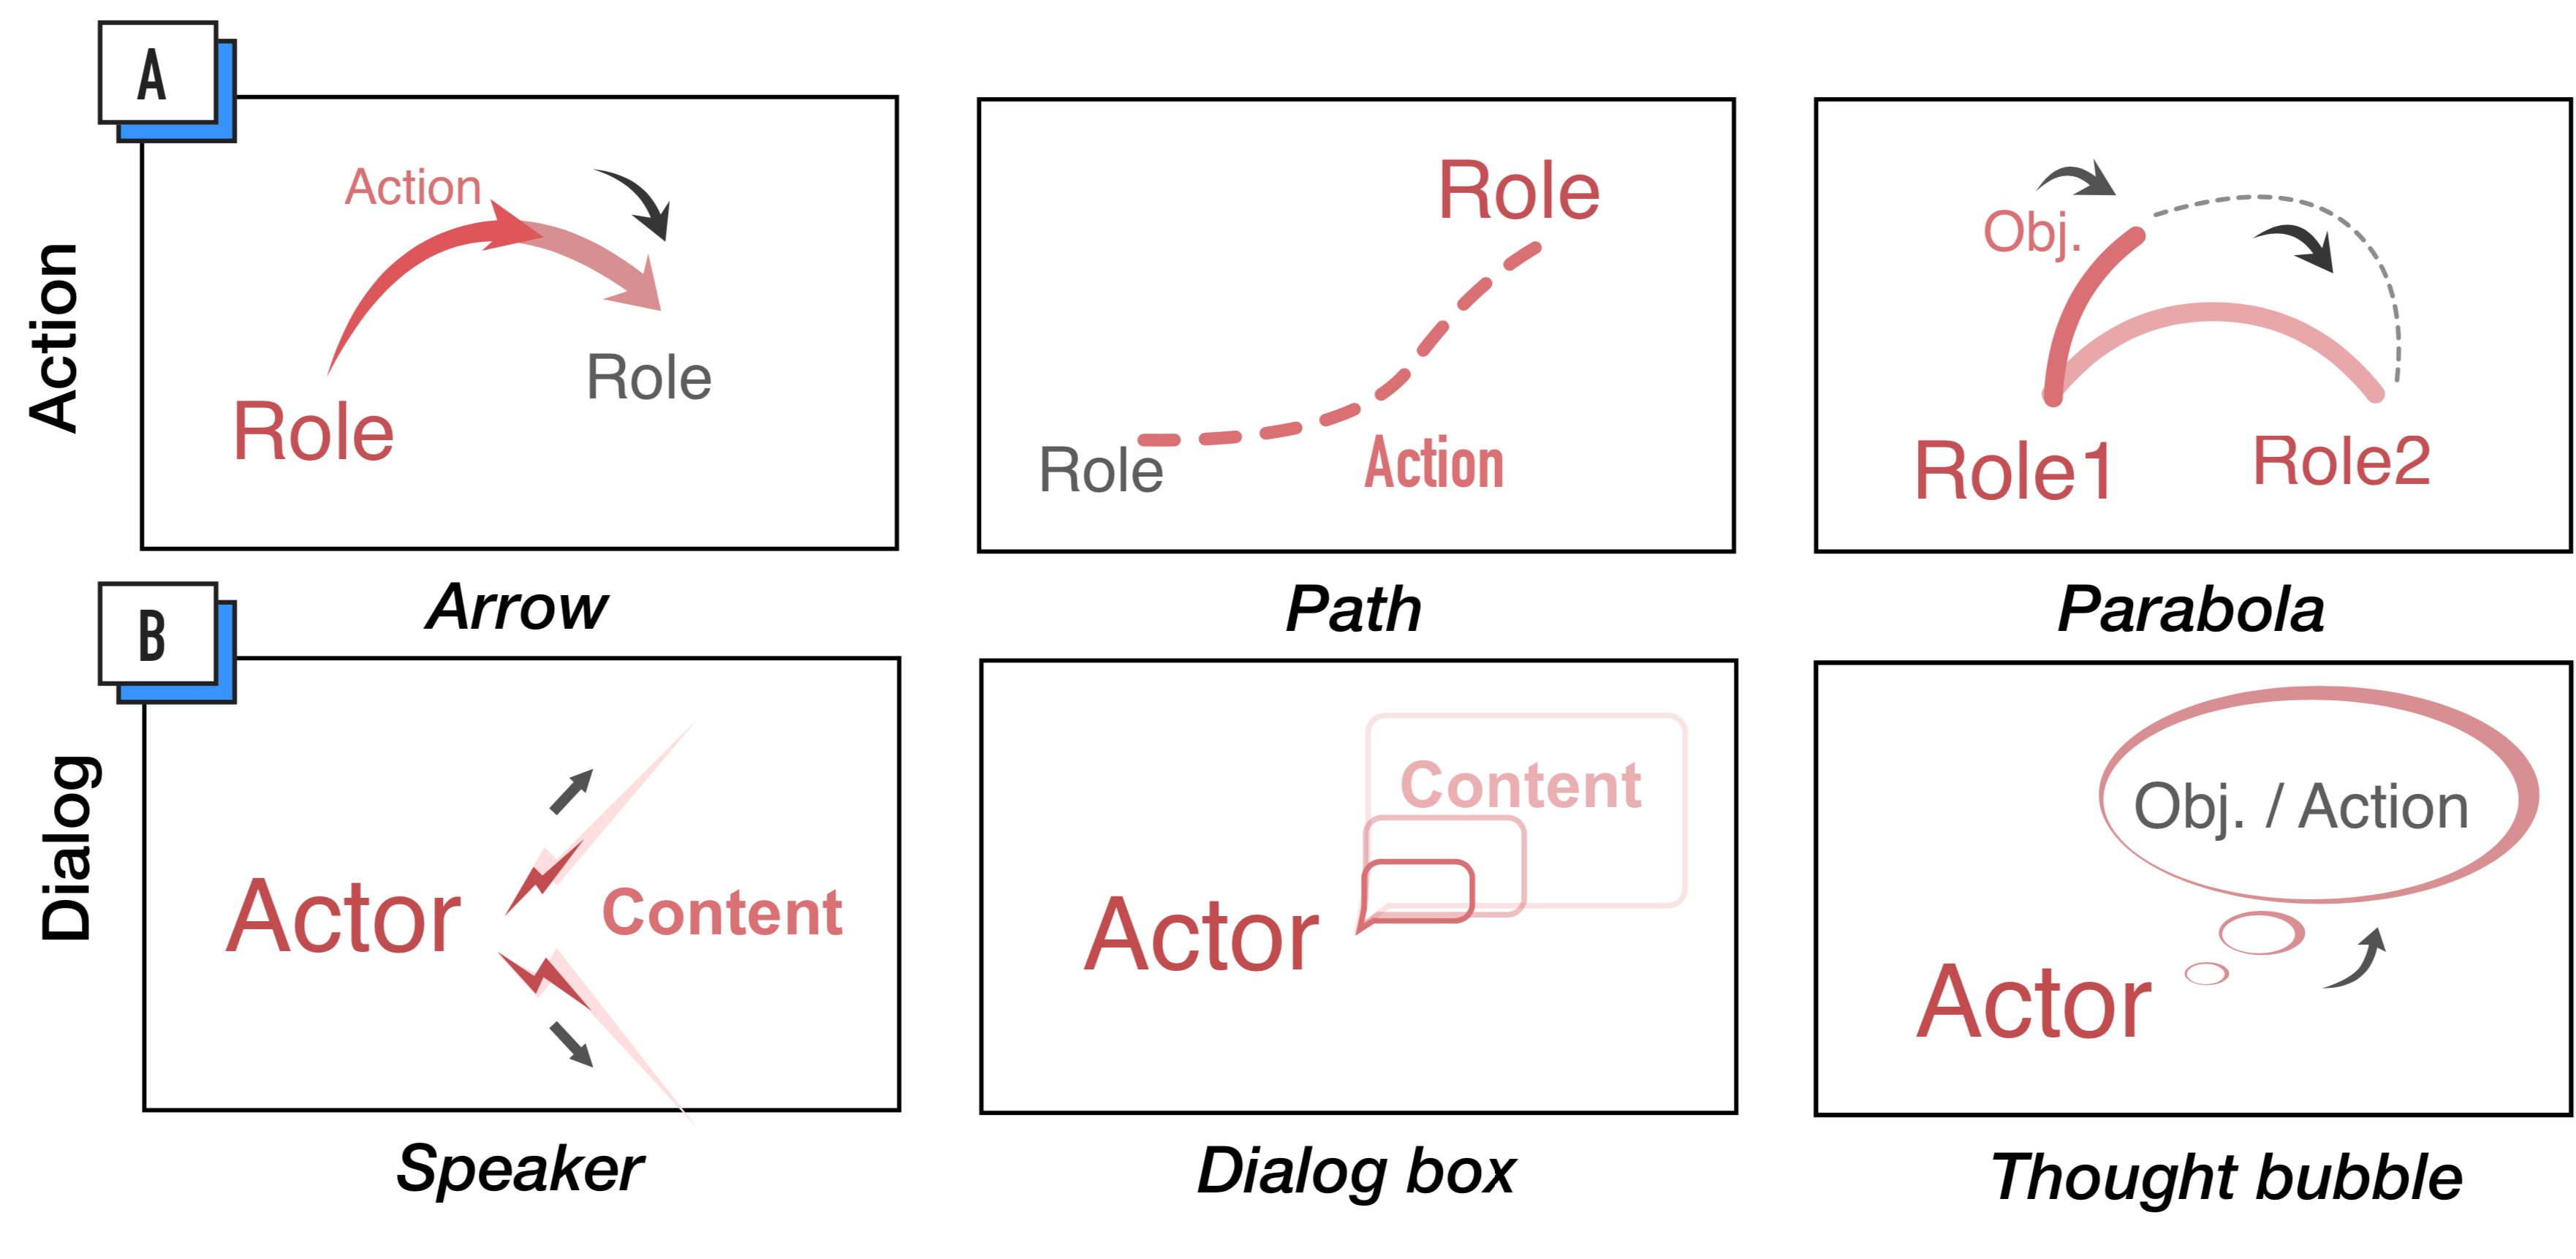 A
Action
Action
Role
Role
Arrow
Role
Role
Action
Path
Obj.
Role1
Role2
Parabola
B
Dialog
Actor
Content
Speaker
Content
Actor
Dialog box
Obj. / Action
Actor
Thought bubble